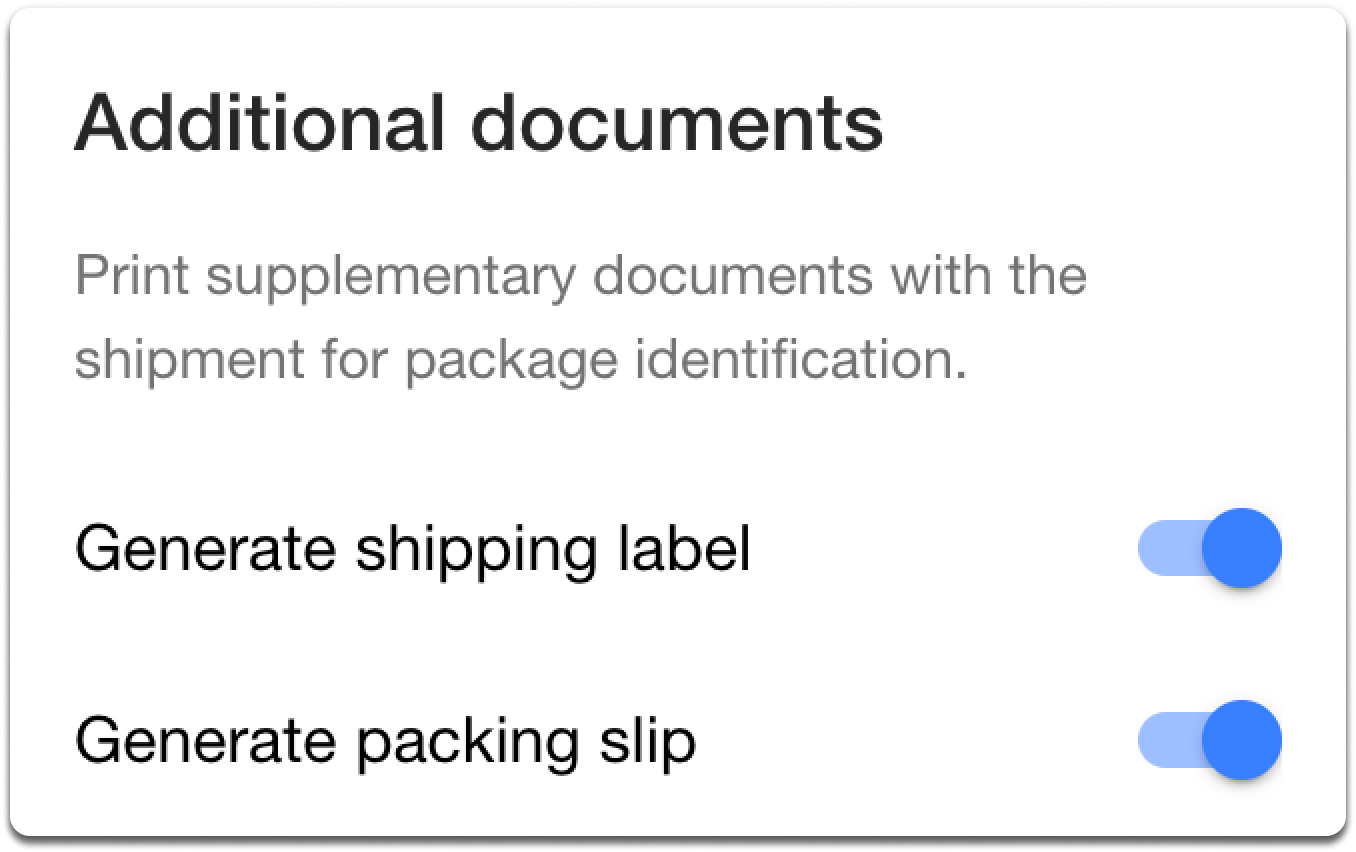 Additional documents
Print supplementary documents with the
shipment for package identification.
Generate shipping label
Generate packing slip